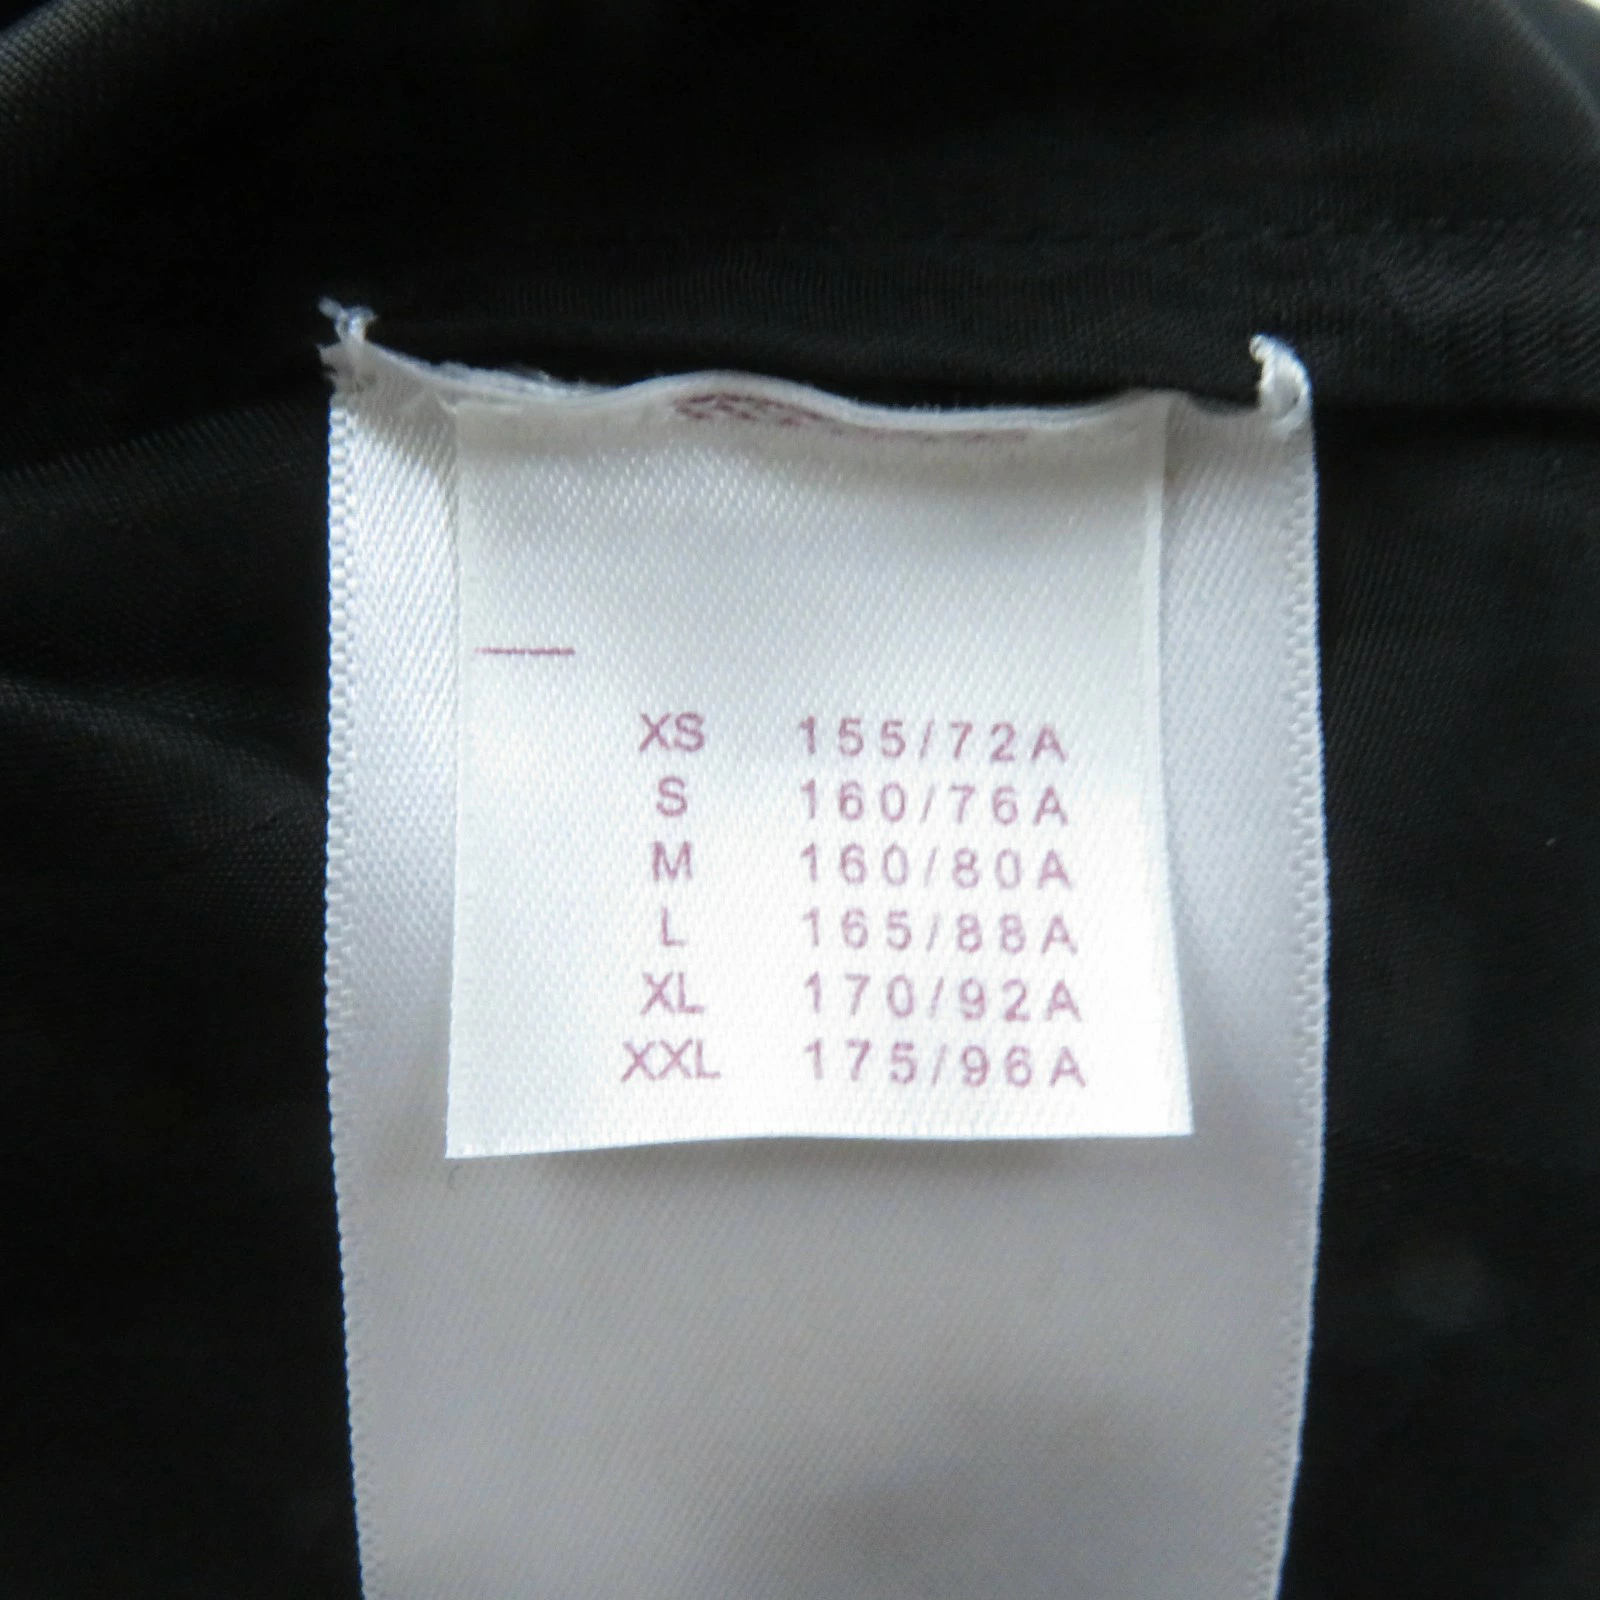 XS 155/72A
S 160/76A
M 160/80A
L 165/88A
XL 170/92A
XXL 175/96A